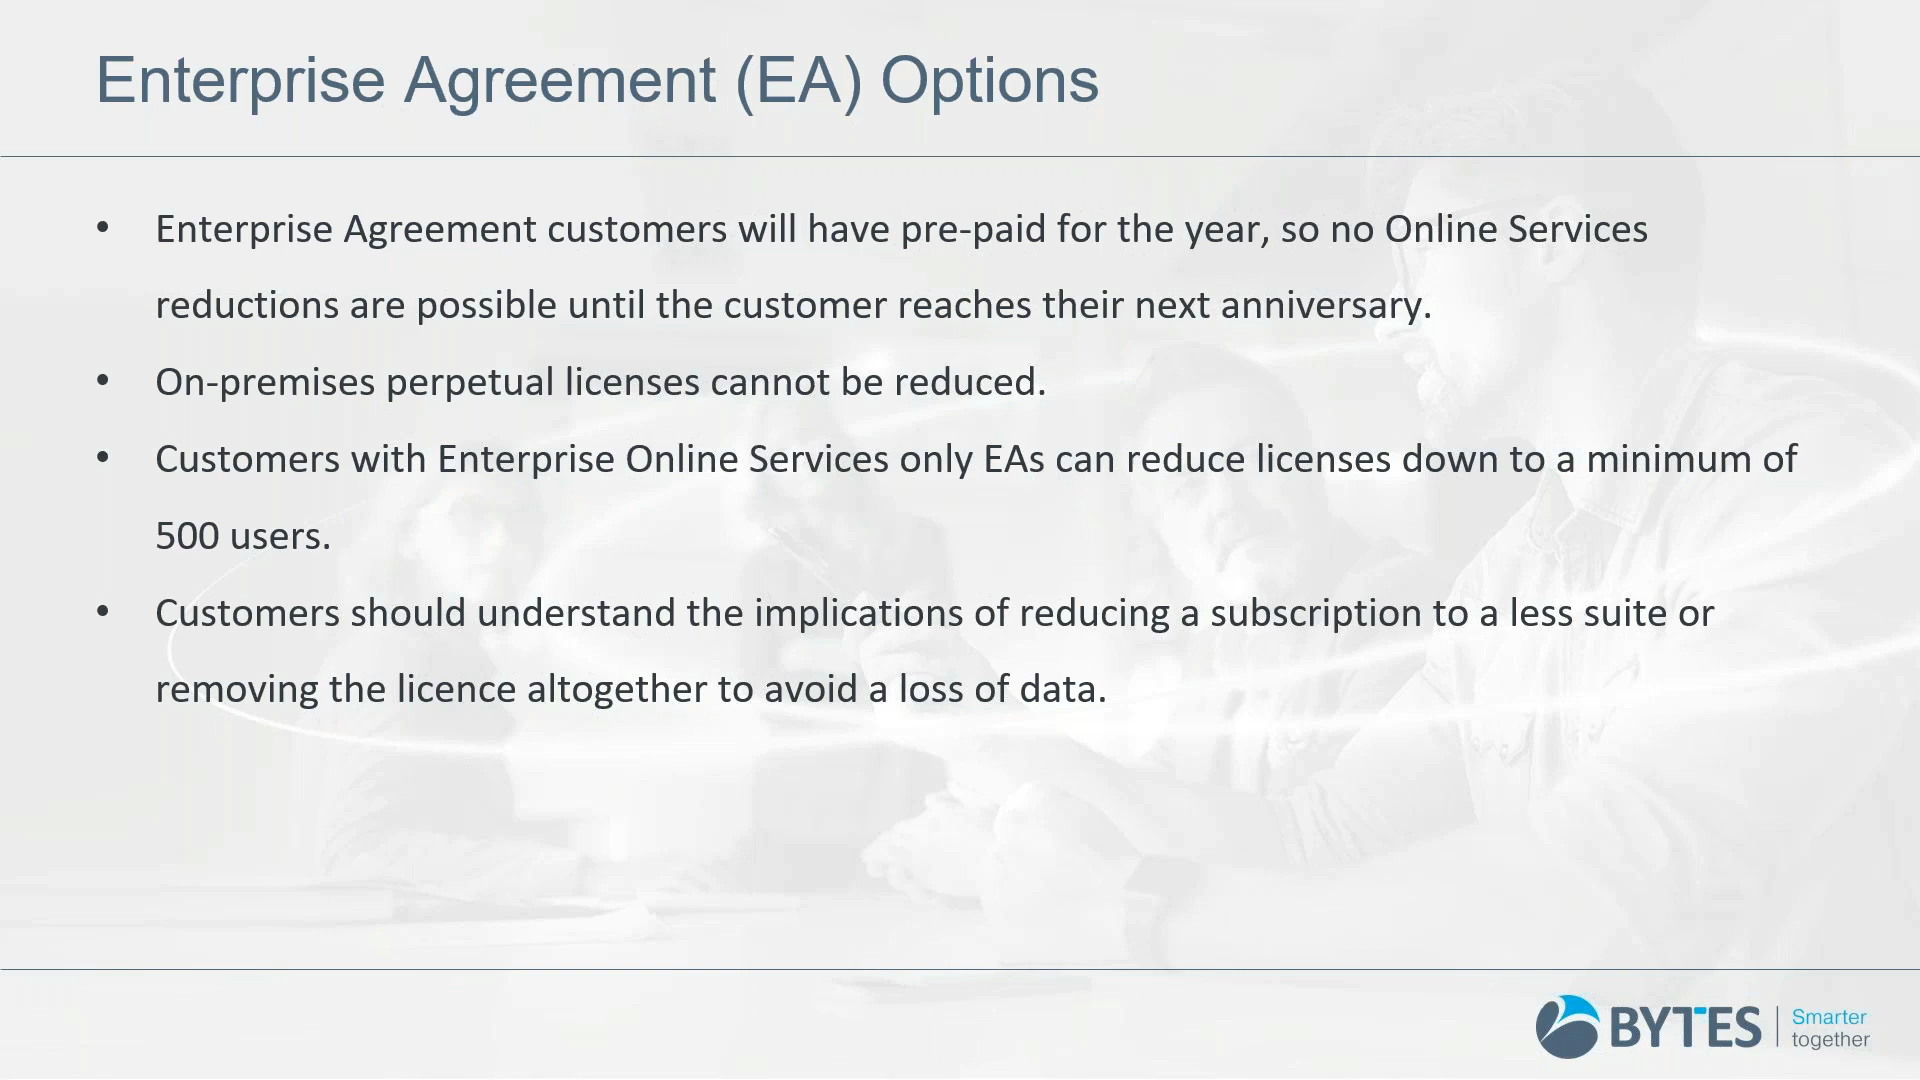 Enterprise Agreement (EA) Options
• Enterprise Agreement customers will have pre-paid for the year, so no Online Services
reductions are possible until the customer reaches their next anniversary.
• On-premises perpetual licenses cannot be reduced.
• Customers with Enterprise Online Services only EAs can reduce licenses down to a minimum of
500 users.
• Customers should understand the implications of reducing a subscription to a less suite or
removing the licence altogether to avoid a loss of data.
BYTES
Smarter
together